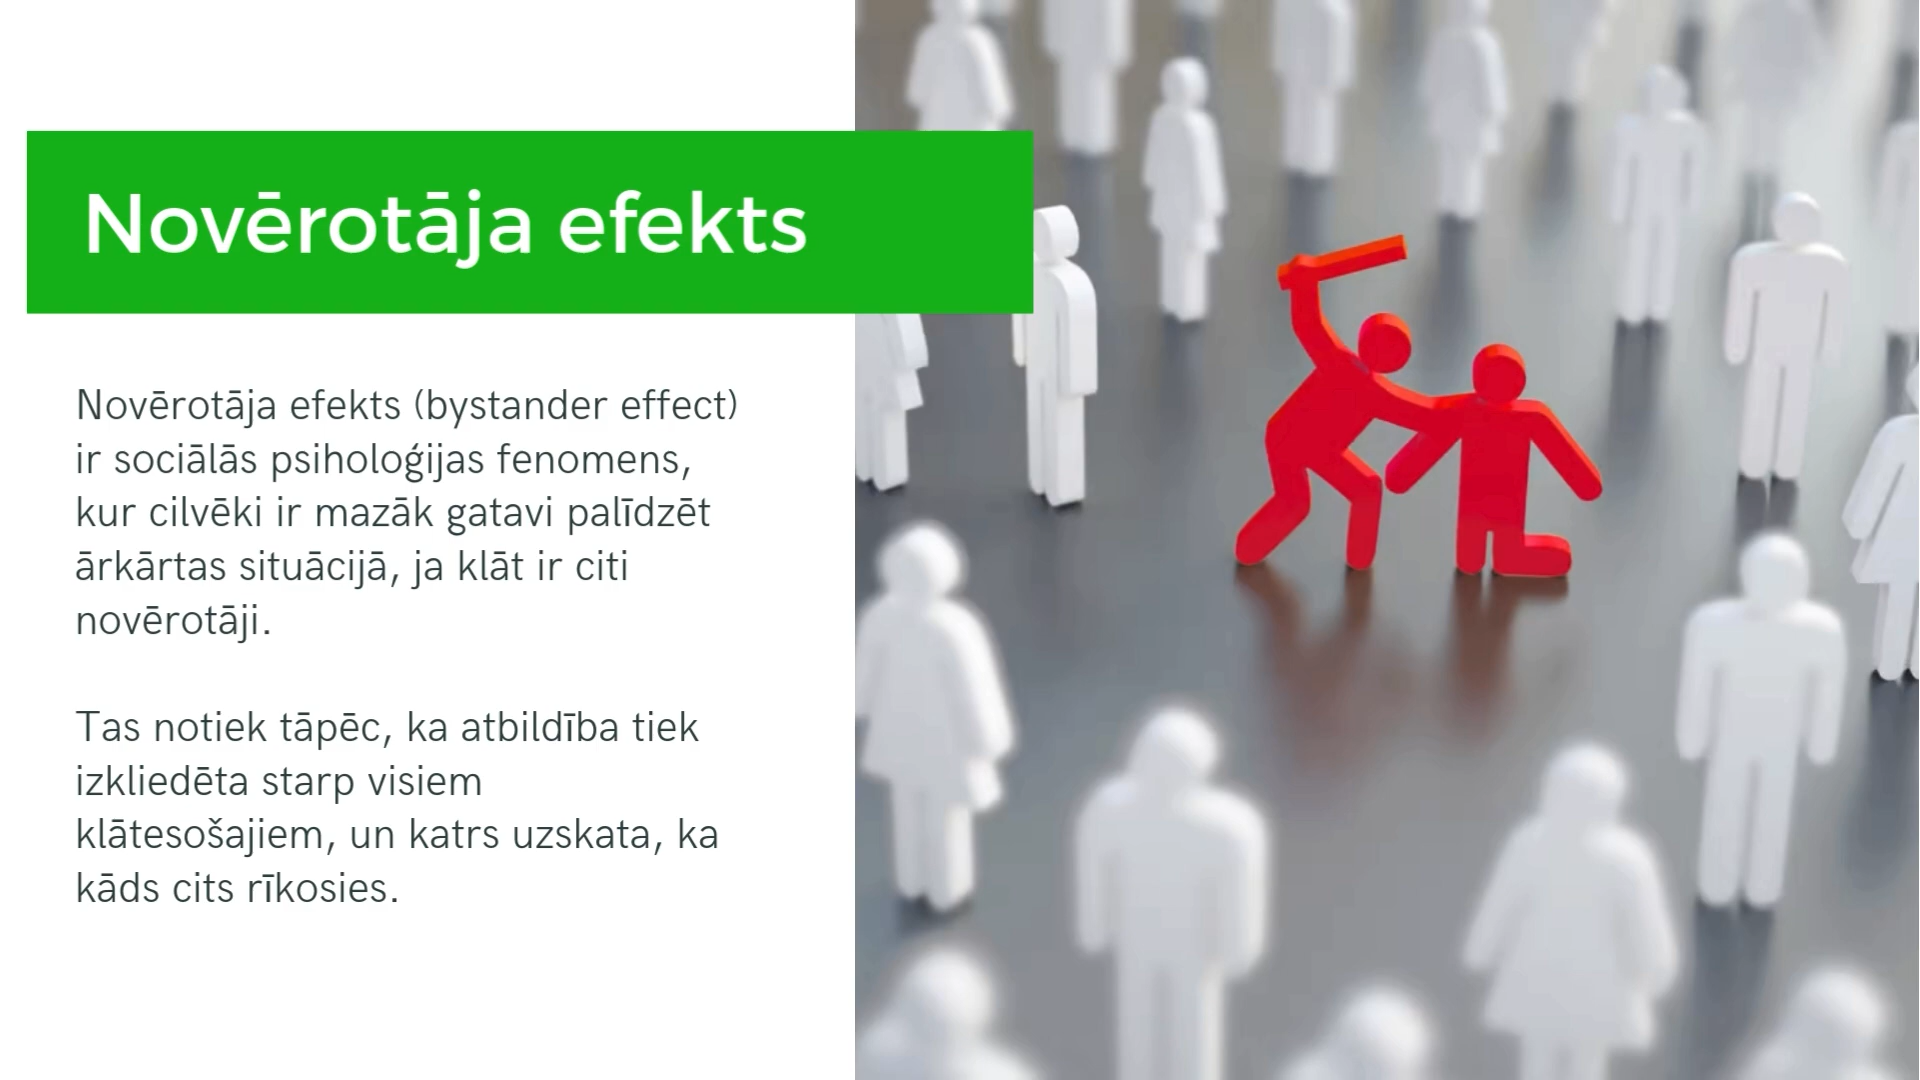 Novērotāja efekts
Novērotāja efekts (bystander effect)
ir sociālās psiholoģijas fenomens,
kur cilvēki ir mazāk gatavi palīdzēt
ārkārtas situācijā, ja klāt ir citi
novērotāji.
Tas notiek tāpēc, ka atbildība tiek
izkliedēta starp visiem
klātesošajiem, un katrs uzskata, ka
kāds cits rīkosies.